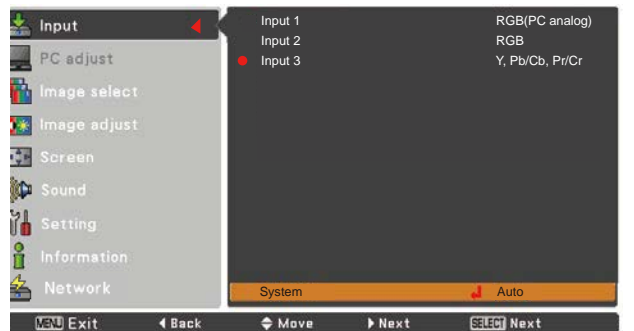 Input
PC adjust
Image select
Image adjust
Screen
Sound
Setting
Information
Network
Input 1 RGB(PC analog)
Input 2 RGB
Input 3 Y, Pb/Cb, Pr/Cr
System Auto
MENU Exit Back Move Next SELECT Next